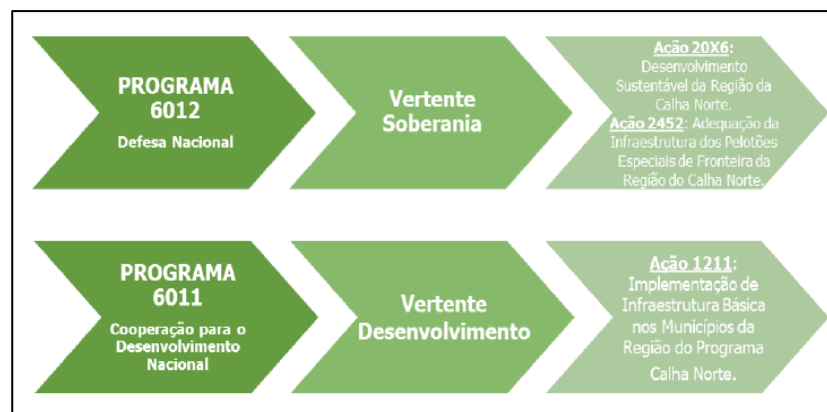 PROGRAMA
6012
Defesa Nacional
Vertente
Soberania
Ação 20X6:
Desenvolvimento
Sustentável da Região da
Calha Norte.
Ação 2452: Adequação da
Infraestrutura dos Pelotões
Especiais de Fronteira da
Região do Calha Norte.
PROGRAMA
6011
Cooperação para o
Desenvolvimento
Nacional
Vertente
Desenvolvimento
Ação 1211:
Implementação de
Infraestrutura Básica
nos Municípios da
Região do Programa
Calha Norte.